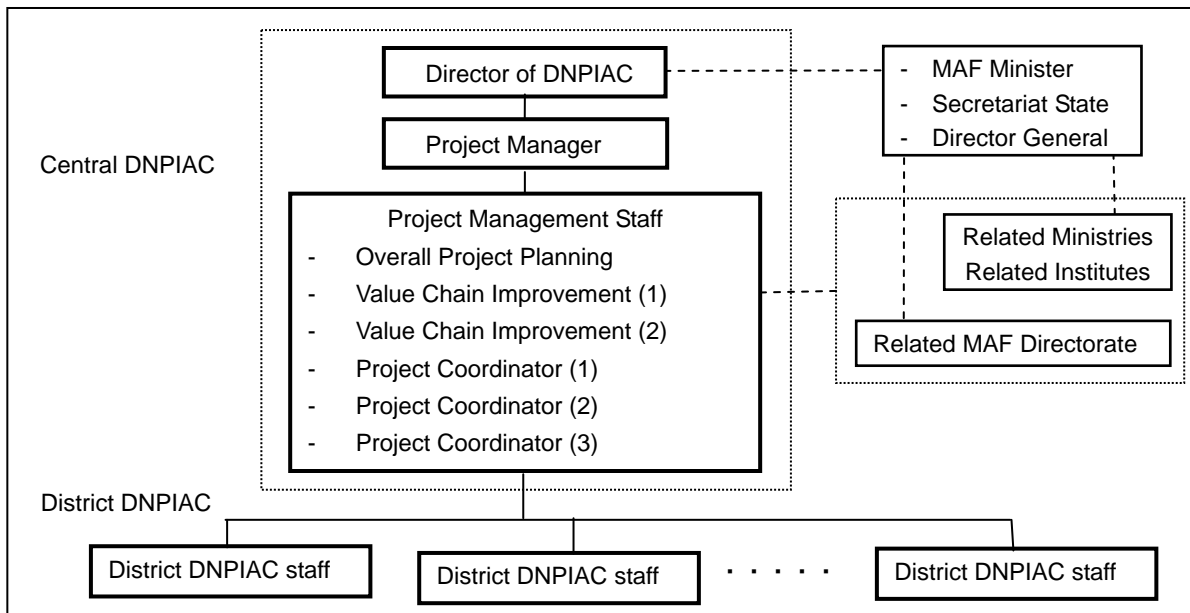 Central DNPIAC
Director of DNPIAC
Project Manager
Project Management Staff
- Overall Project Planning
- Value Chain Improvement (1)
- Value Chain Improvement (2)
- Project Coordinator (1)
- Project Coordinator (2)
- Project Coordinator (3)
- MAF Minister
- Secretariat State
- Director General
Related Ministries
Related Institutes
Related MAF Directorate
District DNPIAC
District DNPIAC staff
District DNPIAC staff
· · · · ·
District DNPIAC staff